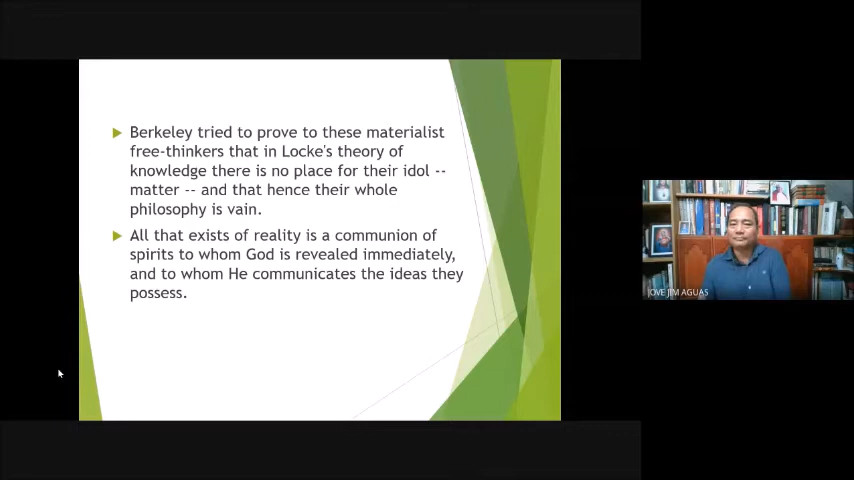 Berkeley tried to prove to these materialist
free-thinkers that in Locke's theory of
knowledge there is no place for their idol --
matter -- and that hence their whole
philosophy is vain.
All that exists of reality is a communion of
spirits to whom God is revealed immediately,
and to whom He communicates the ideas they
possess.
JOVE JIM AGUAS